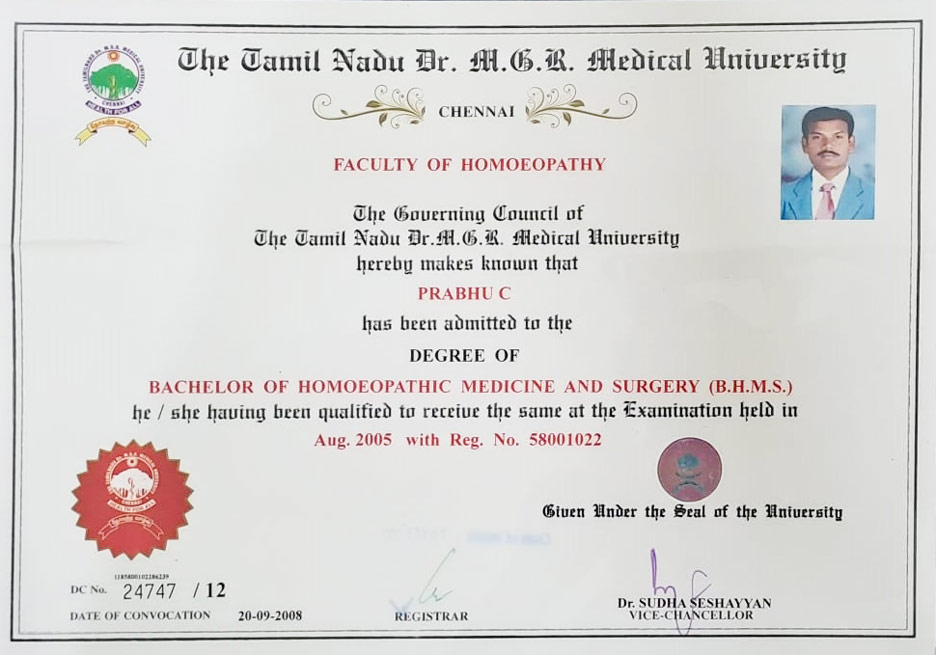 The Tamil Nadu Dr. M.G.R. Medical University
CHENNAI
FACULTY OF HOMOEOPATHY
The Governing Council of
The Tamil Nadu Dr.M.G.R. Medical University
hereby makes known that
PRABHU C
has been admitted to the
DEGREE OF
BACHELOR OF HOMOEOPATHIC MEDICINE AND SURGERY (B.H.M.S.)
he / she having been qualified to receive the same at the Examination held in
Aug. 2005 with Reg. No. 58001022
Given Under the Seal of the University
DC No. 24747 / 12
DATE OF CONVOCATION 20-09-2008
REGISTRAR
Dr. SUDHA SESHAYYAN
VICE-CHANCELLOR
CHENNAI
HEALTH FOR ALL